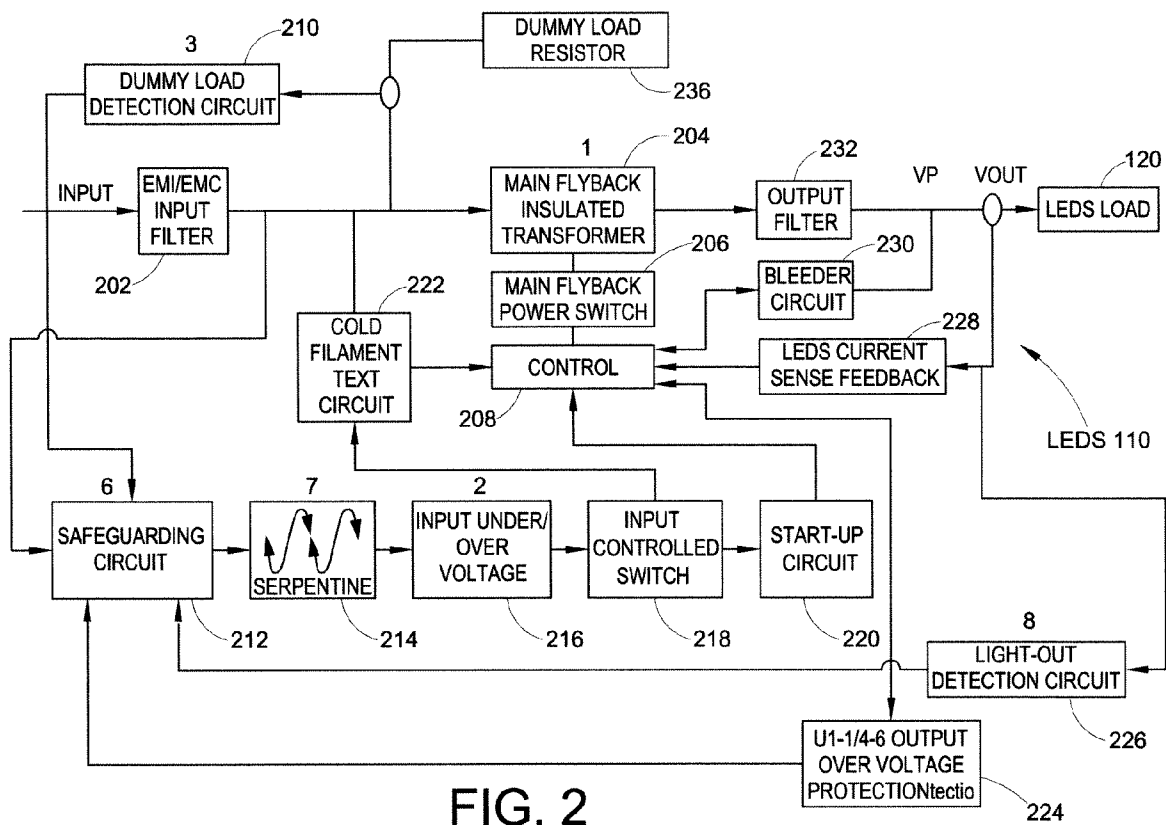 210
3
DUMMY LOAD
DETECTION CIRCUIT
DUMMY LOAD
RESISTOR
236
INPUT
EMI/EMC
INPUT
FILTER
202
1
204
MAIN FLYBACK
INSULATED
TRANSFORMER
206
MAIN FLYBACK
POWER SWITCH
232
OUTPUT
FILTER
VP
VOUT
120
LEDS LOAD
230
BLEEDER
CIRCUIT
222
COLD
FILAMENT
TEXT
CIRCUIT
CONTROL
208
228
LEDS CURRENT
SENSE FEEDBACK
LEDS 110
6
SAFEGUARDING
CIRCUIT
212
7
SERPENTINE
214
2
INPUT UNDER/
OVER
VOLTAGE
216
INPUT
CONTROLLED
SWITCH
218
START-UP
CIRCUIT
220
8
LIGHT-OUT
DETECTION CIRCUIT
226
U1-1/4-6 OUTPUT
OVER VOLTAGE
PROTECTIONtectio
224
FIG. 2